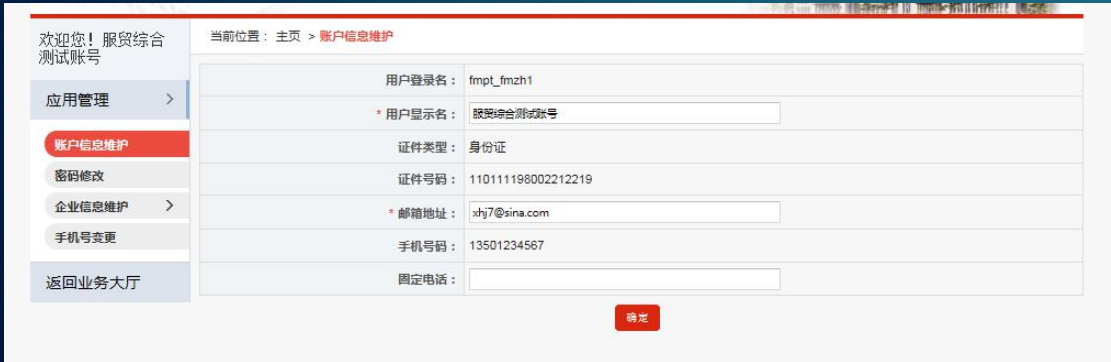 欢迎您！服贸综合
测试账号
当前位置： 主页 > 账户信息维护
应用管理
账户信息维护
密码修改
企业信息维护
手机号变更
返回业务大厅
用户登录名： fmpt_fmzh1
* 用户显示名： 服贸综合测试账号
证件类型： 身份证
证件号码： 110111198002212219
* 邮箱地址： xhj7@sina.com
手机号码： 13501234567
固定电话：
确定